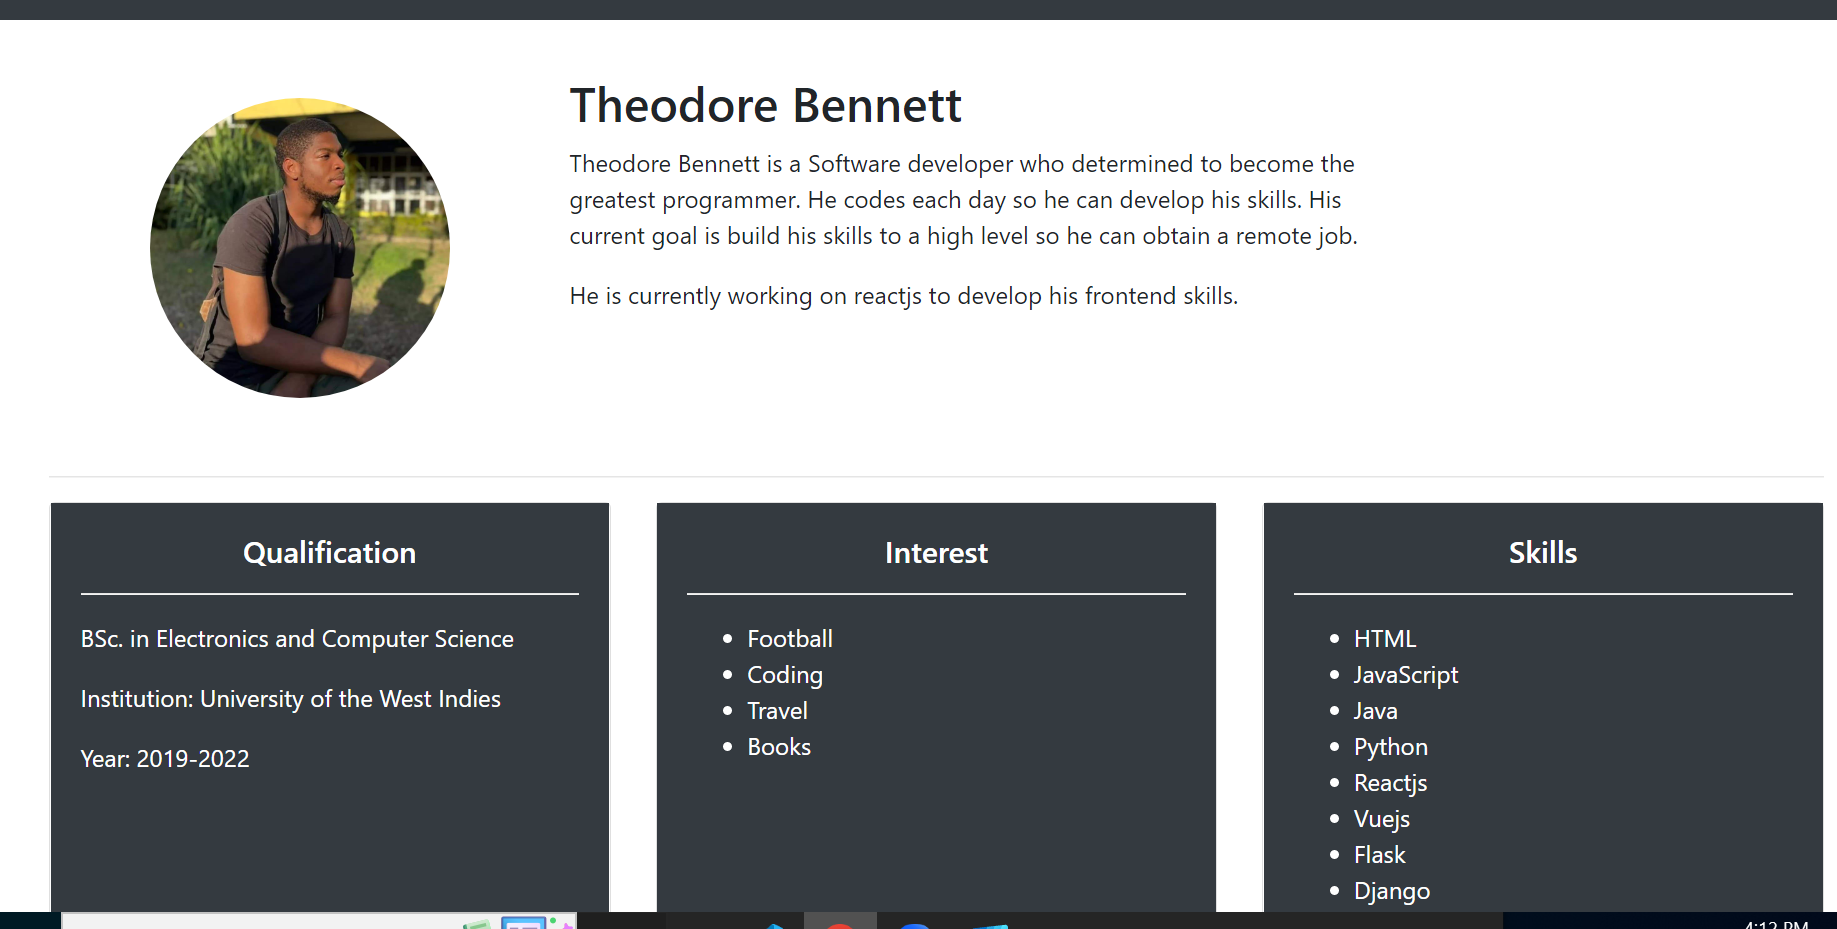 Theodore Bennett
Theodore Bennett is a Software developer who determined to become the
greatest programmer. He codes each day so he can develop his skills. His
current goal is build his skills to a high level so he can obtain a remote job.
He is currently working on reactjs to develop his frontend skills.
Qualification
BSc. in Electronics and Computer Science
Institution: University of the West Indies
Year: 2019-2022
Interest
Football
Coding
Travel
Books
Skills
HTML
JavaScript
Java
Python
Reactjs
Vuejs
Flask
Django
4:12 PM